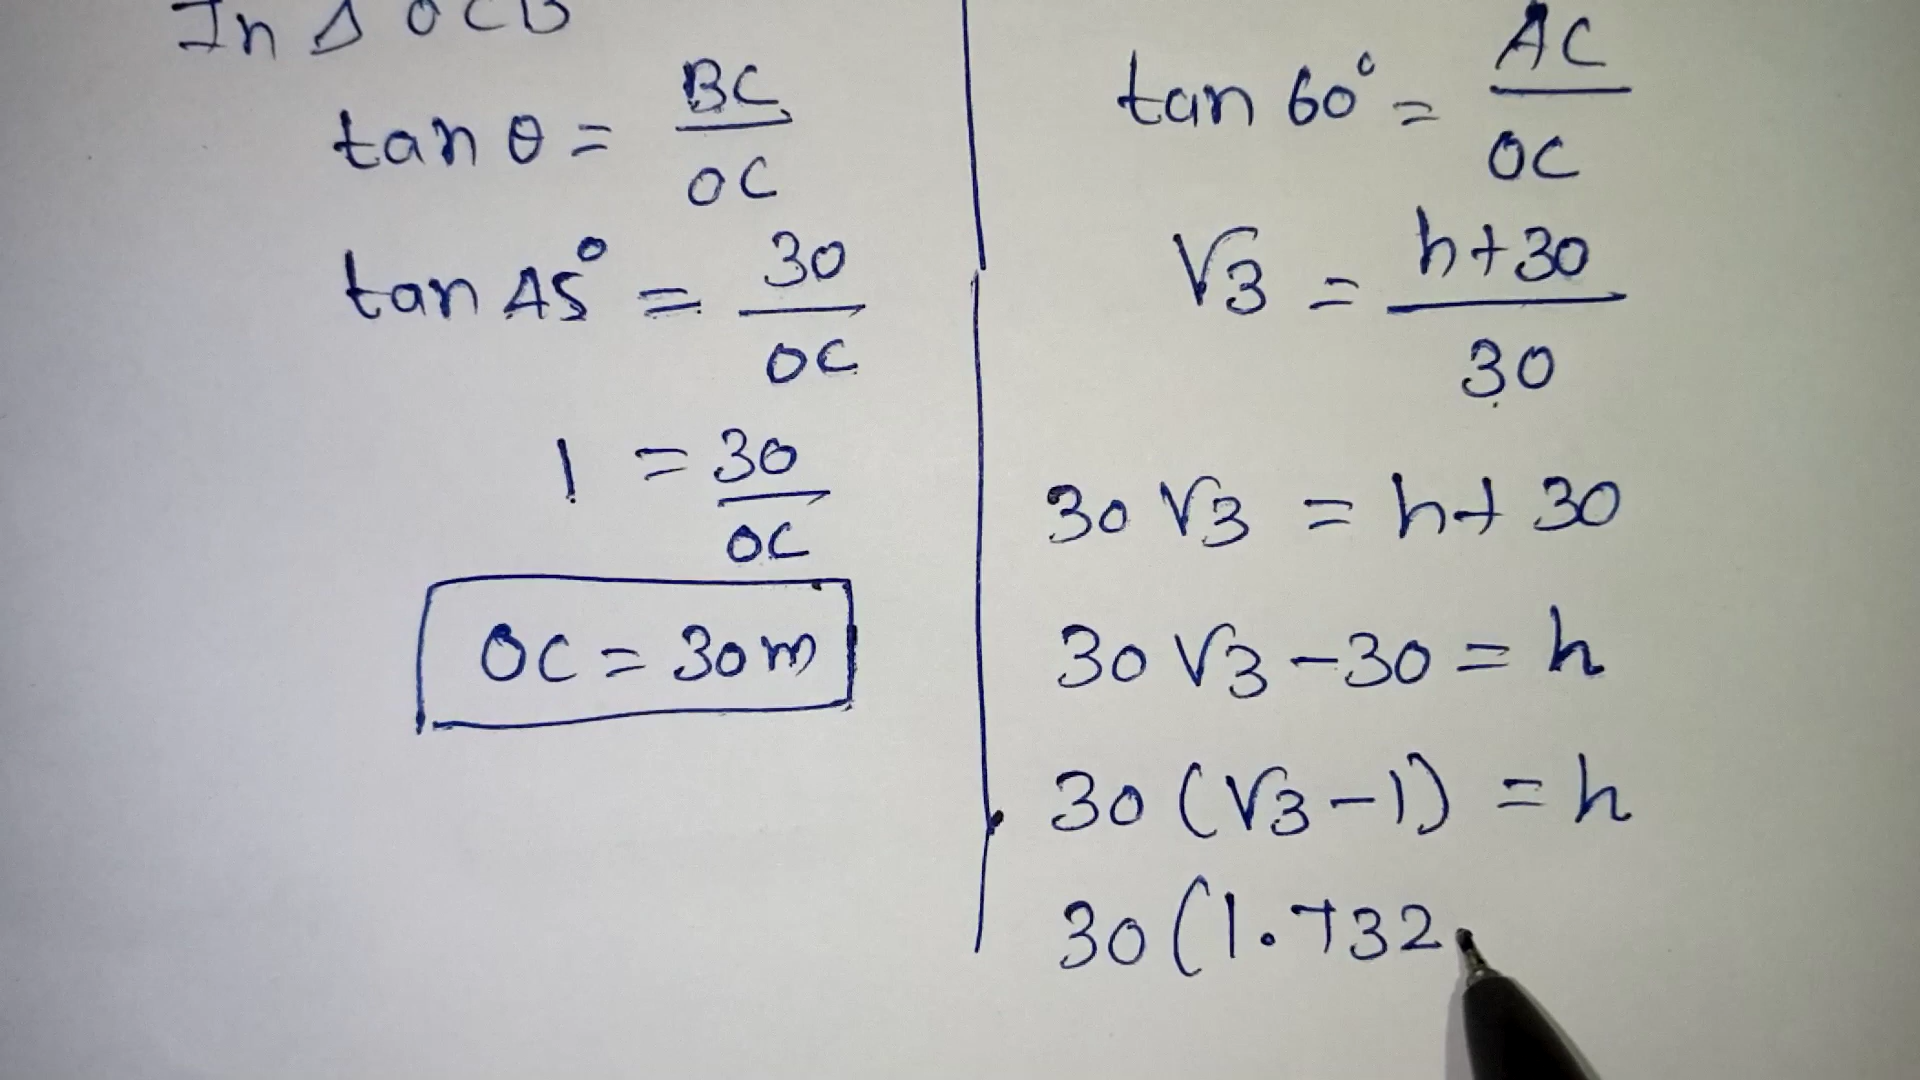 In Δ OCB
tan θ = BC / OC
tan 45° = 30 / OC
1 = 30 / OC
OC = 30m
tan 60° = AC / OC
√3 = h+30 / 30
30 √3 = h+ 30
30 √3 - 30 = h
30 (√3 - 1) = h
30 (1.732